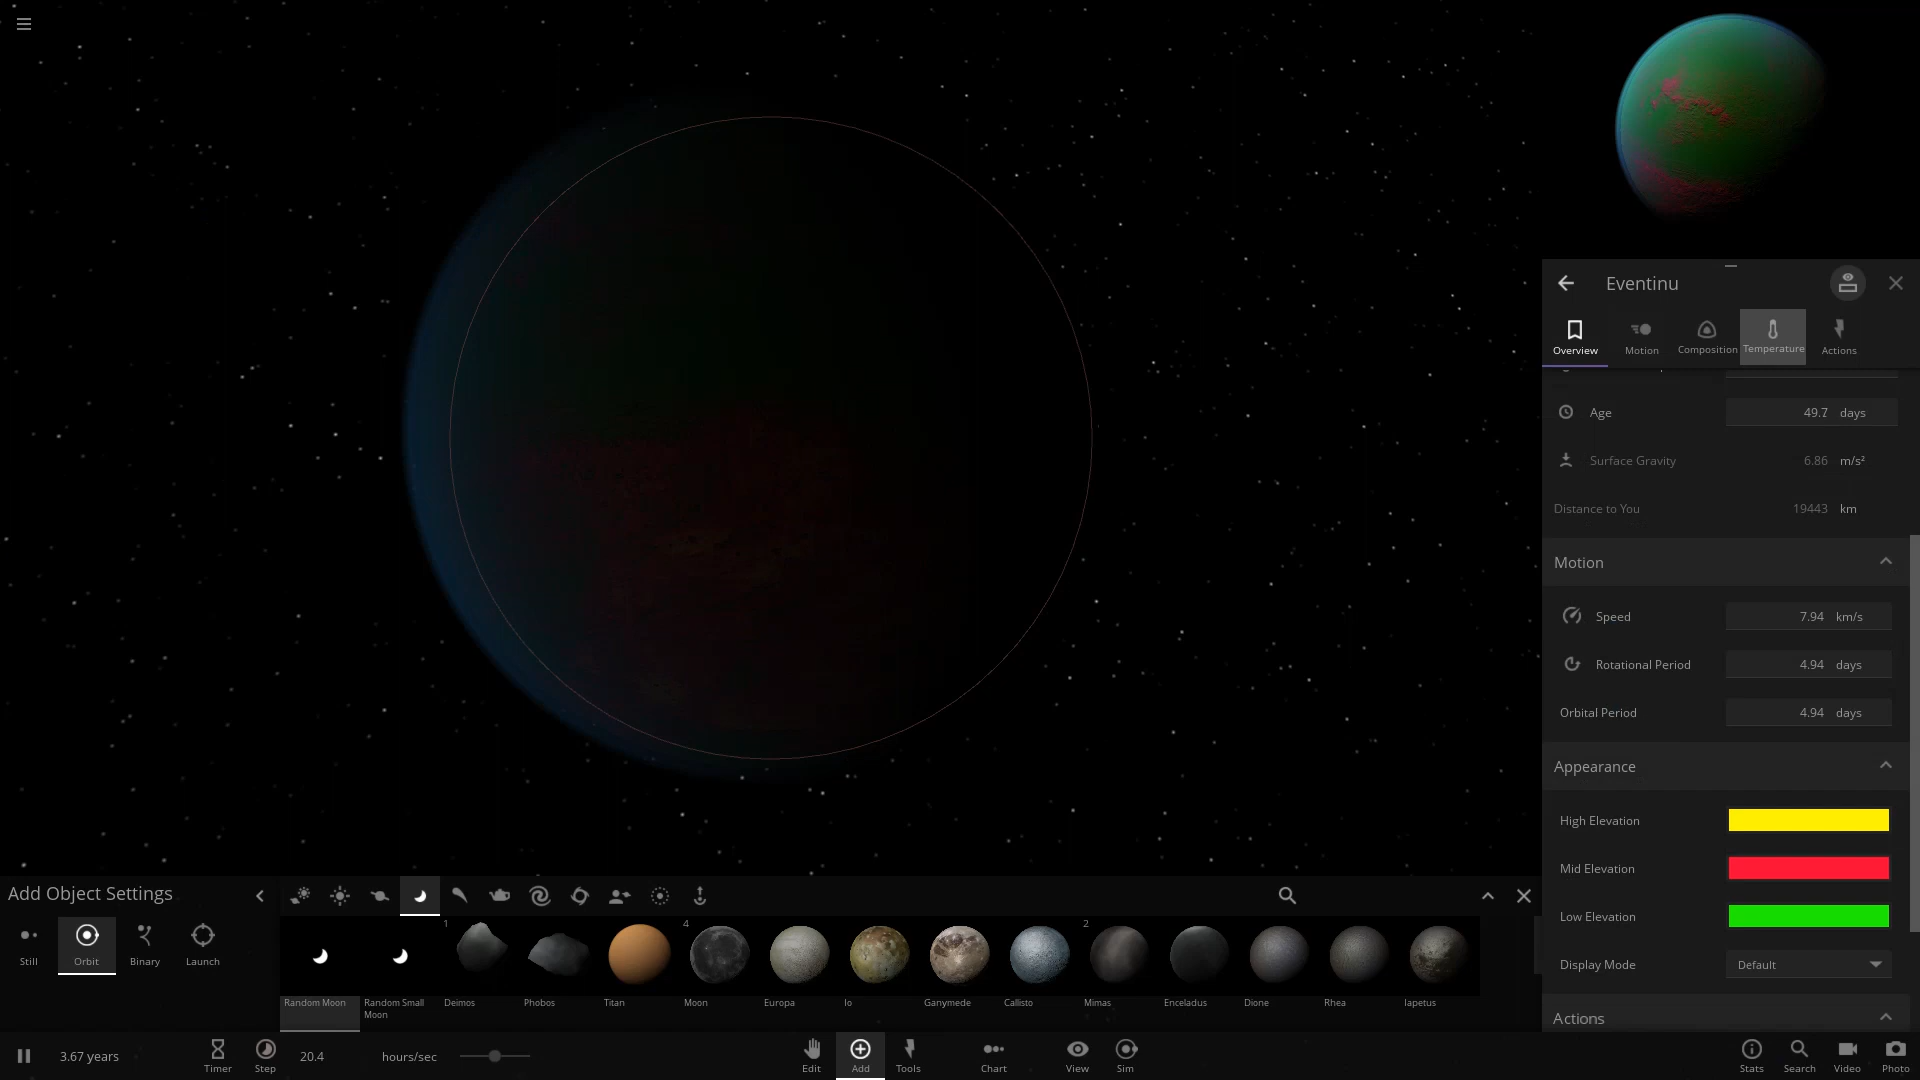 Eventinu
Overview
Motion
Composition
Temperature
Actions
Age 49.7 days
Surface Gravity 6.86 m/s²
Distance to You 19443 km
Motion
Speed 7.94 km/s
Rotational Period 4.94 days
Orbital Period 4.94 days
Appearance
High Elevation
Mid Elevation
Low Elevation
Display Mode Default
Actions
Add Object Settings
Still
Orbit
Binary
Launch
1
4
2
Random Moon
Random Small
Moon
Deimos
Phobos
Titan
Moon
Europa
Io
Ganymede
Callisto
Mimas
Enceladus
Dione
Rhea
Iapetus
3.67 years
Timer
Step
20.4 hours/sec
Edit
Add
Tools
Chart
View
Sim
Stats
Search
Video
Photo